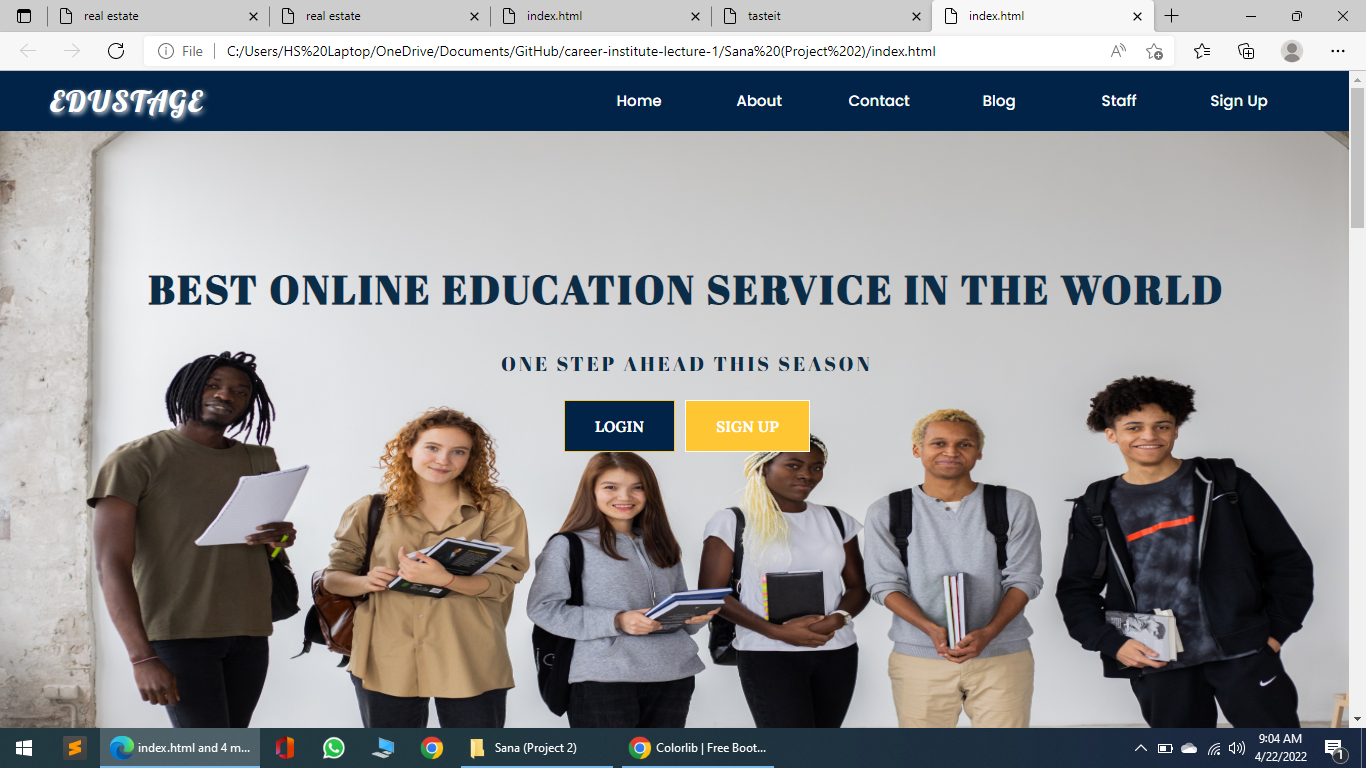 real estate
real estate
index.html
tasteit
index.html
File
C:/Users/HS%20Laptop/OneDrive/Documents/GitHub/career-institute-lecture-1/Sana%20(Project%202)/index.html
EDUSTAGE
Home About Contact Blog Staff Sign Up
BEST ONLINE EDUCATION SERVICE IN THE WORLD
ONE STEP AHEAD THIS SEASON
LOGIN SIGN UP
index.html and 4 m...
Sana (Project 2)
Colorlib | Free Boot...
9:04 AM
4/22/2022
1